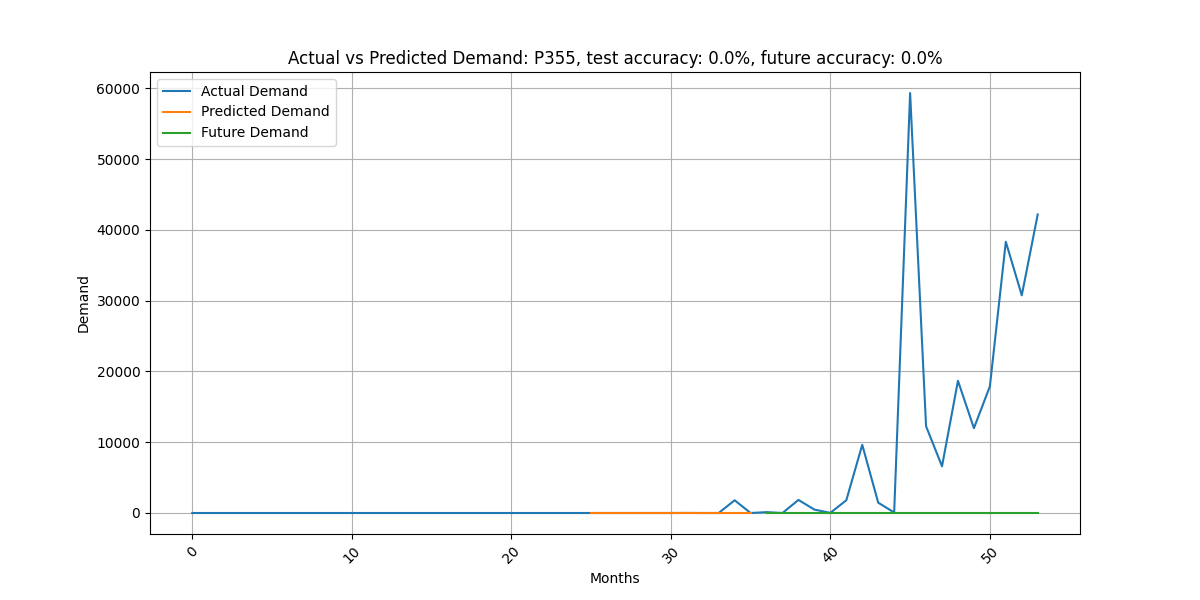 Actual vs Predicted Demand: P355, test accuracy: 0.0%, future accuracy: 0.0%
Actual Demand
Predicted Demand
Future Demand
60000
50000
40000
30000
20000
10000
0
Demand
0
10
20
30
40
50
Months